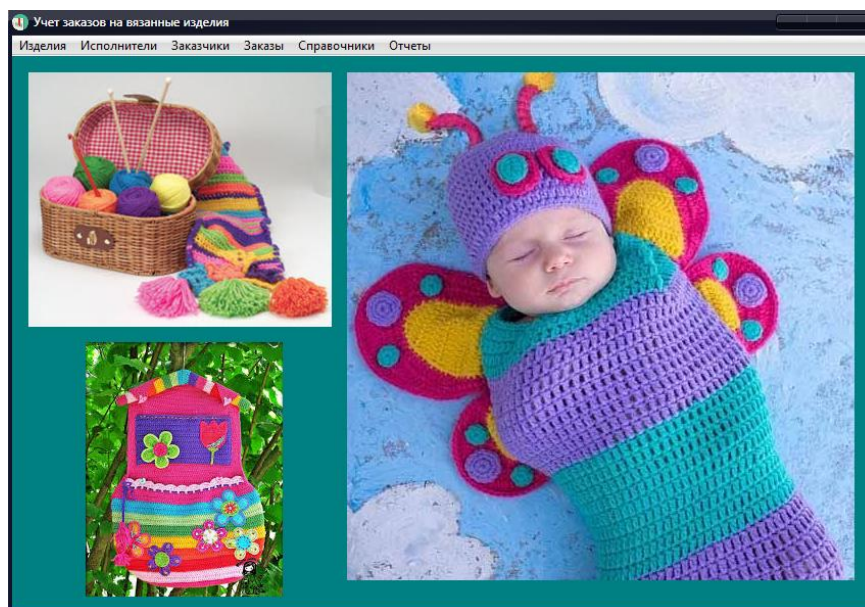 Учет заказов на вязанные изделия
Изделия Исполнители Заказчики Заказы Справочники Отчеты